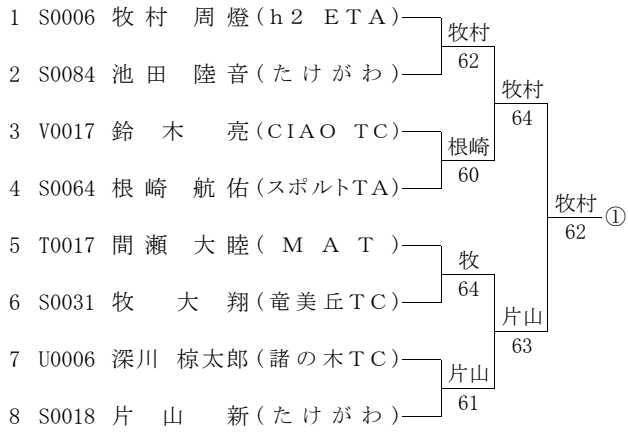 1 S0006 牧村 周燈(h2 ETA)
牧村
2 S0084 池田 陸音(たけがわ)
62
牧村
3 V0017 鈴木 亮(CIAO TC)
64
根崎
4 S0064 根崎 航佑(スポルトTA)
60
牧村
①
5 T0017 間瀬 大睦(MAT)
62
牧
6 S0031 牧 大翔(竜美丘TC)
64
片山
7 U0006 深川 椋太郎(諸の木TC)
63
片山
8 S0018 片山 新(たけがわ)
61